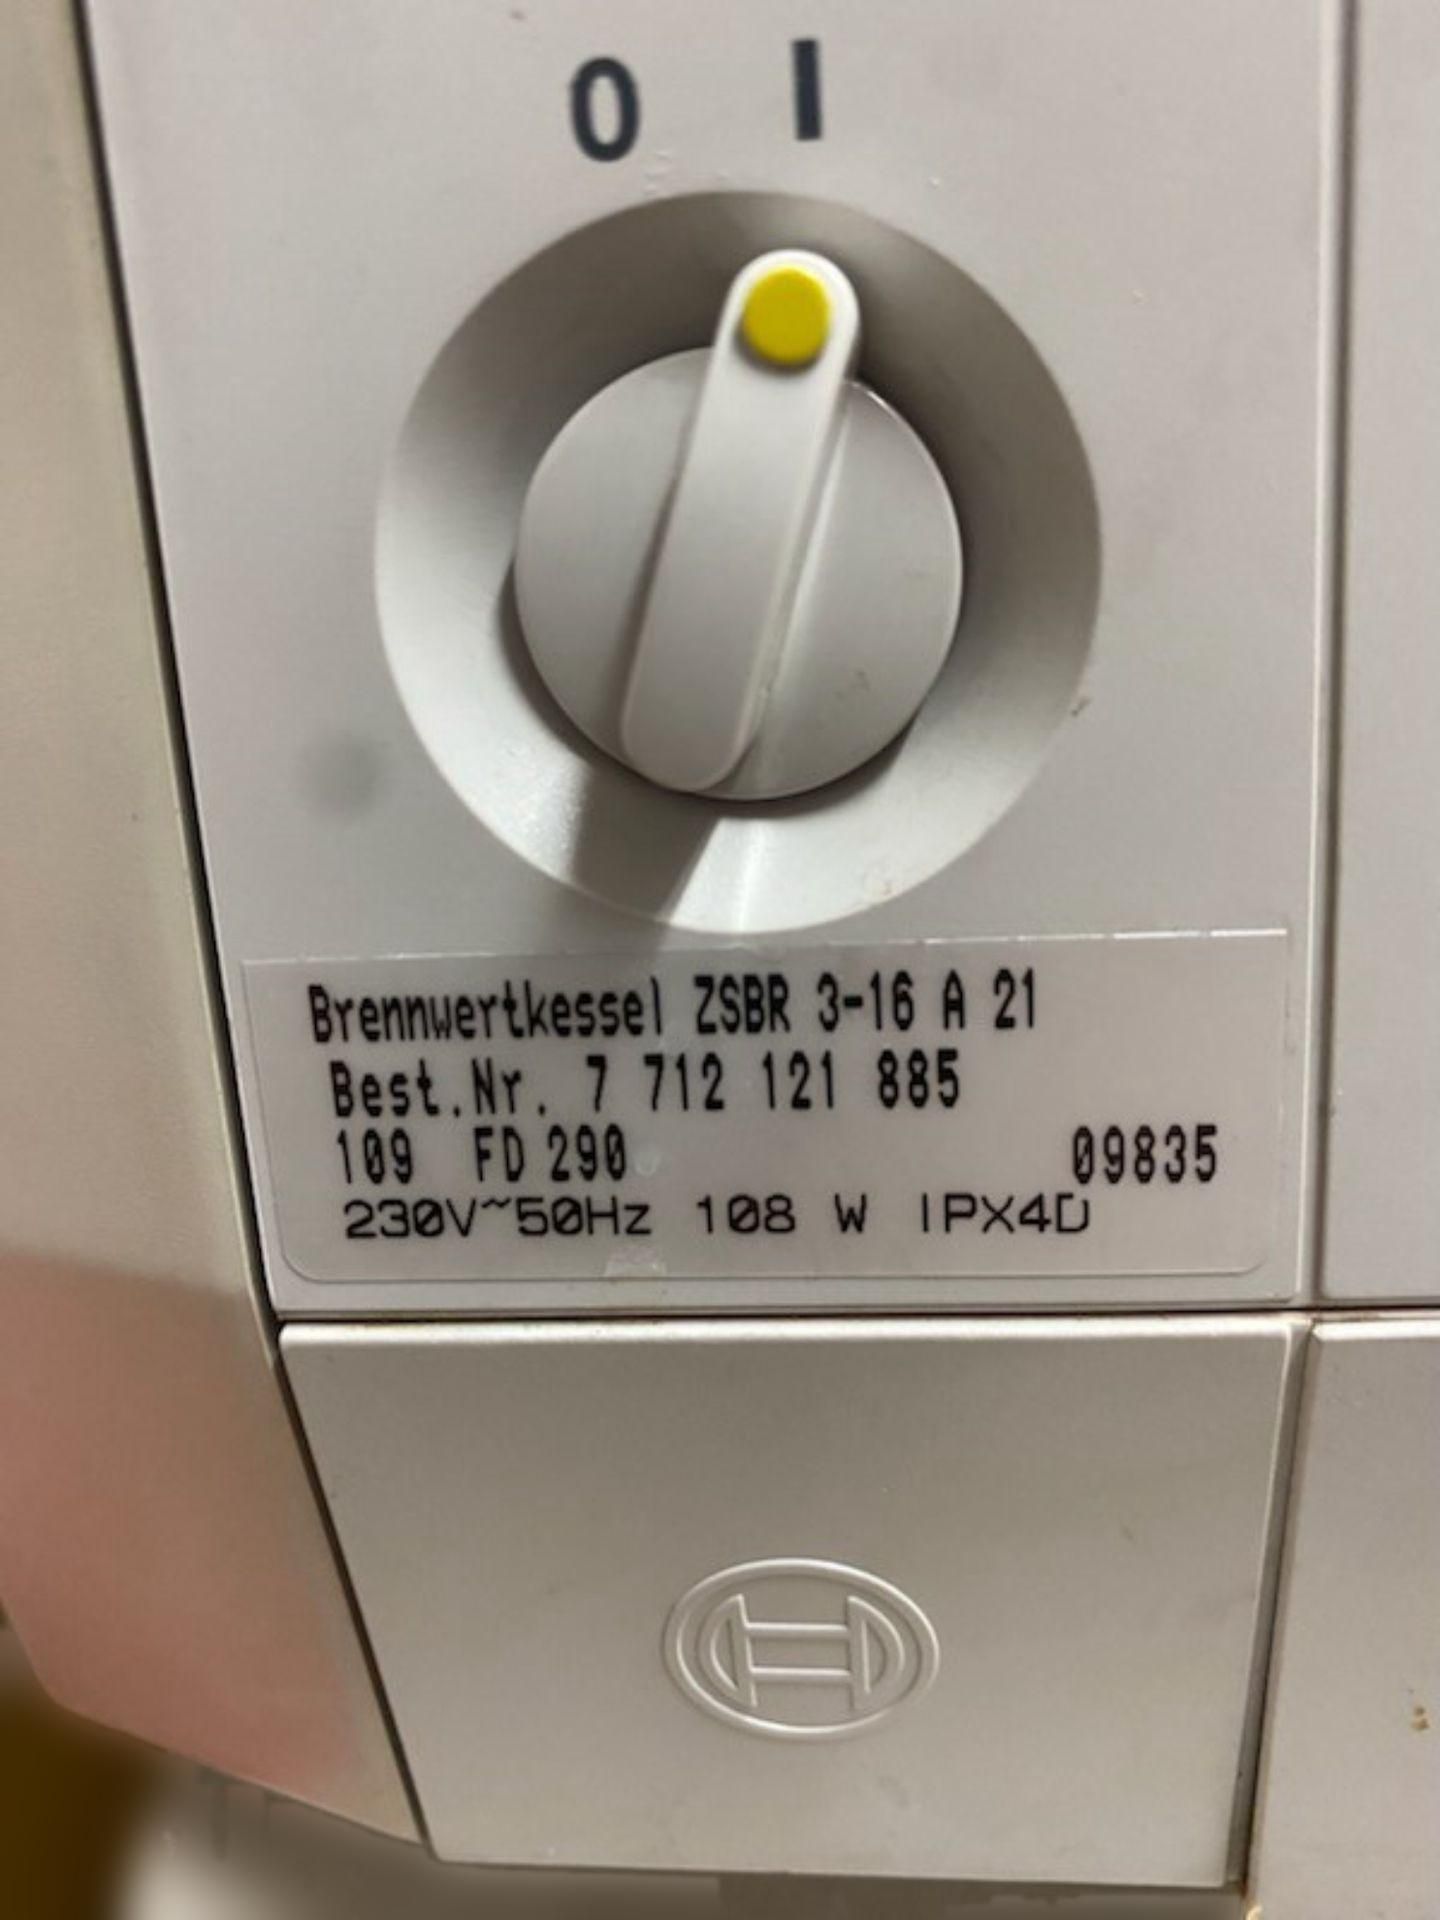 0 I
Brennwertkessel ZSBR 3-16 A 21
Best.Nr. 7 712 121 885
109 FD 290 09835
230V~50Hz 108 W IPX4D